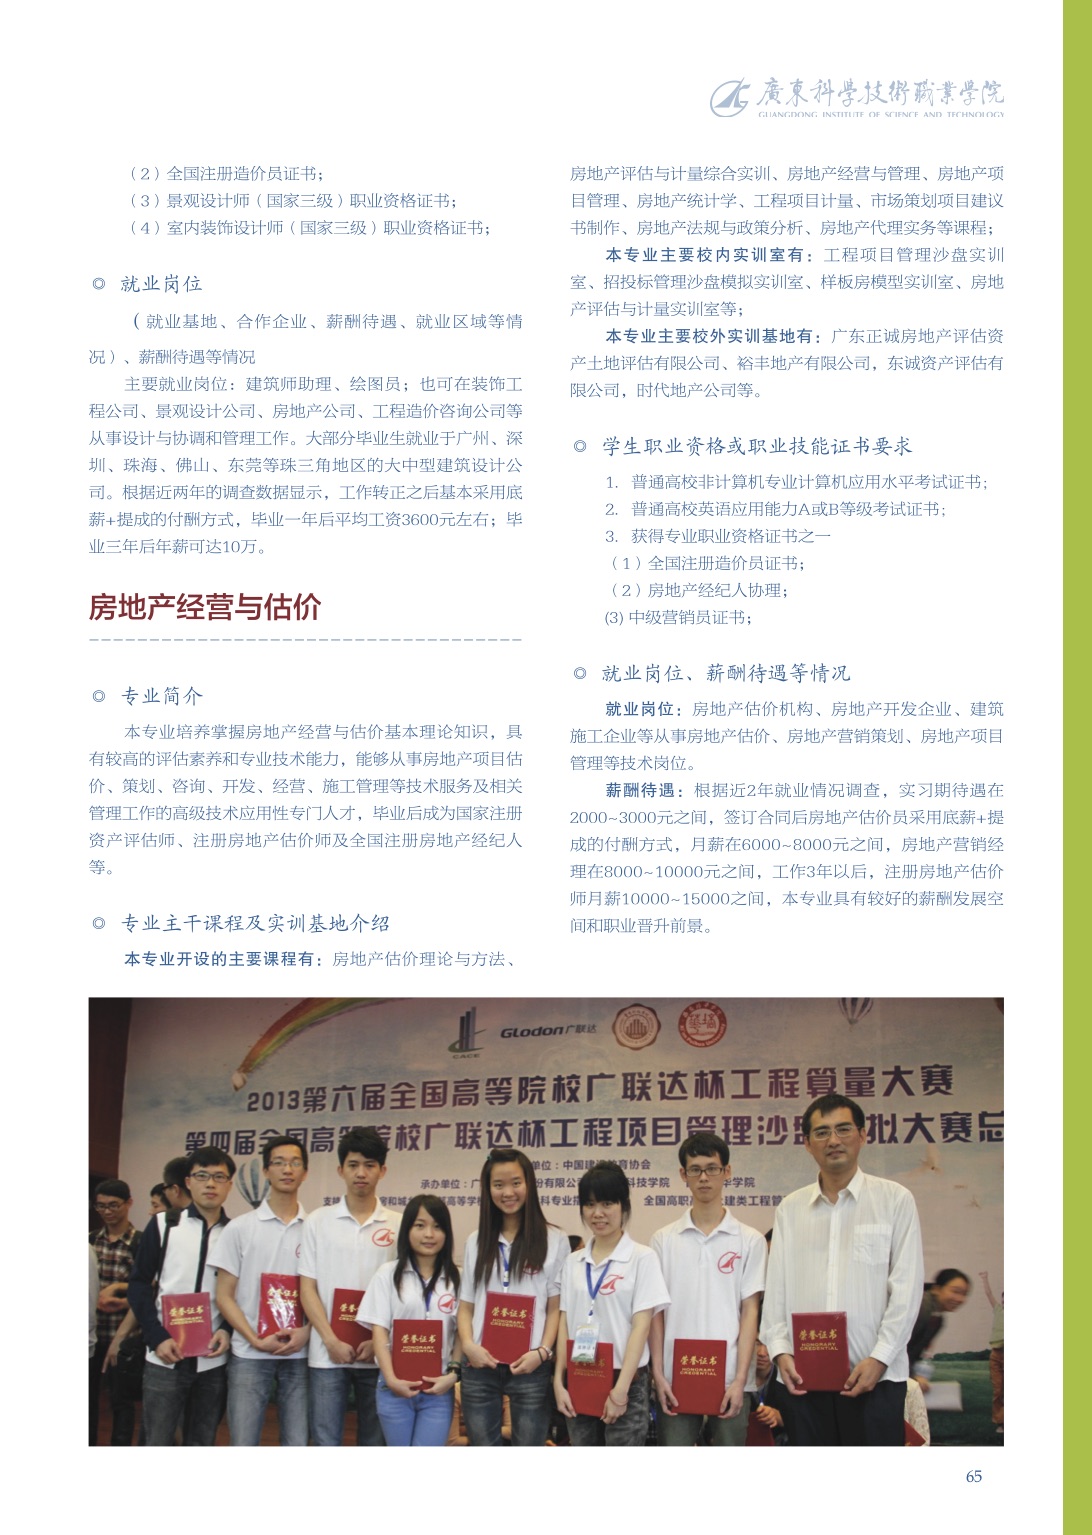 廣東科學技術職業學院
GUANGDONG INSTITUTE OF SCIENCE AND TECHNOLOGY
（2）全国注册造价员证书；
（3）景观设计师（国家三级）职业资格证书；
（4）室内装饰设计师（国家三级）职业资格证书；
◎ 就业岗位
（就业基地、合作企业、薪酬待遇、就业区域等情
况）、薪酬待遇等情况
主要就业岗位：建筑师助理、绘图员；也可在装饰工
程公司、景观设计公司、房地产公司、工程造价咨询公司等
从事设计与协调和管理工作。大部分毕业生就业于广州、深
圳、珠海、佛山、东莞等珠三角地区的大中型建筑设计公
司。根据近两年的调查数据显示，工作转正之后基本采用底
薪+提成的付酬方式，毕业一年后平均工资3600元左右；毕
业三年后年薪可达10万。
房地产经营与估价
◎ 专业简介
本专业培养掌握房地产经营与估价基本理论知识，具
有较高的评估素养和专业技术能力，能够从事房地产项目估
价、策划、咨询、开发、经营、施工管理等技术服务及相关
管理工作的高级技术应用性专门人才，毕业后成为国家注册
资产评估师、注册房地产估价师及全国注册房地产经纪人
等。
◎ 专业主干课程及实训基地介绍
本专业开设的主要课程有：房地产估价理论与方法、
房地产评估与计量综合实训、房地产经营与管理、房地产项
目管理、房地产统计学、工程项目计量、市场策划项目建议
书制作、房地产法规与政策分析、房地产代理实务等课程；
本专业主要校内实训室有：工程项目管理沙盘实训
室、招投标管理沙盘模拟实训室、样板房模型实训室、房地
产评估与计量实训室等；
本专业主要校外实训基地有：广东正诚房地产评估资
产土地评估有限公司、裕丰地产有限公司，东诚资产评估有
限公司，时代地产公司等。
◎ 学生职业资格或职业技能证书要求
1. 普通高校非计算机专业计算机应用水平考试证书；
2. 普通高校英语应用能力A或B等级考试证书；
3. 获得专业职业资格证书之一
（1）全国注册造价员证书；
（2）房地产经纪人协理；
(3) 中级营销员证书；
◎ 就业岗位、薪酬待遇等情况
就业岗位：房地产估价机构、房地产开发企业、建筑
施工企业等从事房地产估价、房地产营销策划、房地产项目
管理等技术岗位。
薪酬待遇：根据近2年就业情况调查，实习期待遇在
2000~3000元之间，签订合同后房地产估价员采用底薪+提
成的付酬方式，月薪在6000~8000元之间，房地产营销经
理在8000~10000元之间，工作3年以后，注册房地产估价
师月薪10000~15000之间，本专业具有较好的薪酬发展空
间和职业晋升前景。
CACE
GLodon广联达
2013第六届全国高等院校广联达杯工程算量大赛
第四届全国高等院校广联达杯工程项目管理沙盘 拟大赛总
单位：中国建 教育协会
承办单位：广 份有限公 科技学院 华学院
支 房和城 高等学 科专业 全国高职 建类工程管
荣誉证书
HONORARY
CREDENTIAL
荣誉证书
HONORARY
CREDENTIAL
荣誉证书
HONORARY
CREDENTIAL
荣誉证书
HONORARY
CREDENTIAL
荣誉证书
HONORARY
CREDENTIAL
65